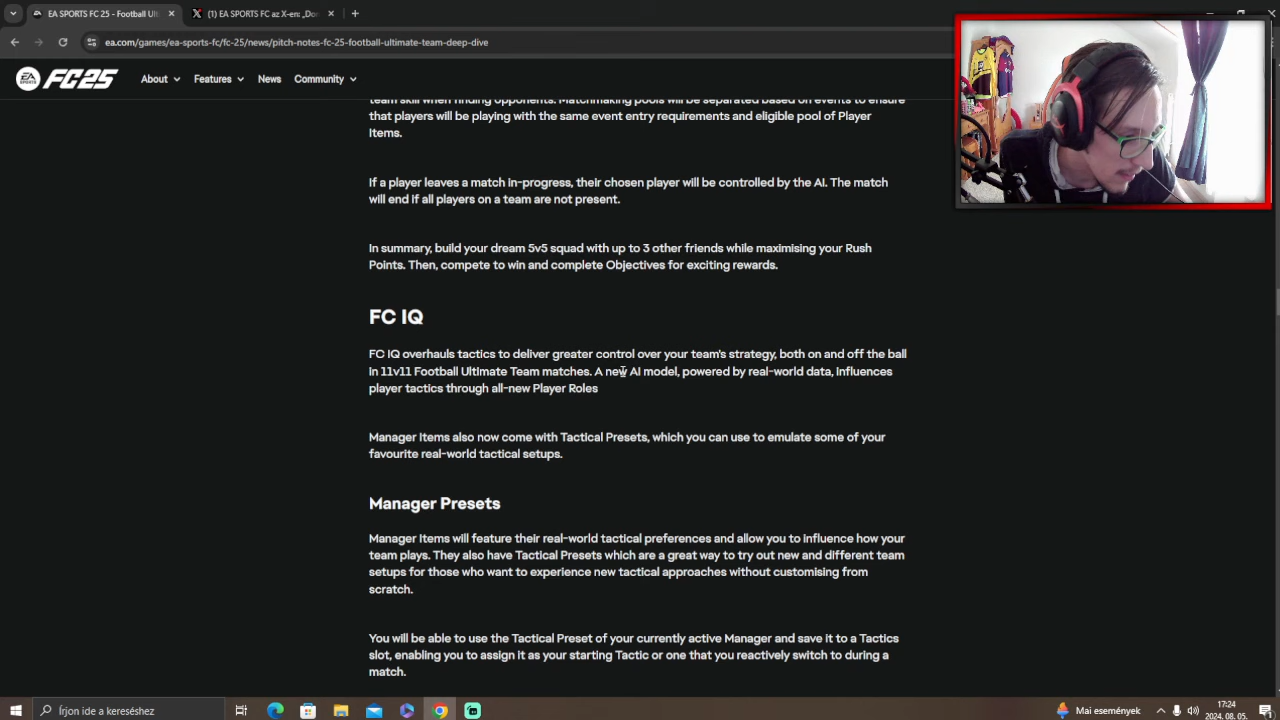 EA SPORTS FC 25 - Football Ult
(1) EA SPORTS FC az X-en: „Don
ea.com/games/ea-sports-fc/fc-25/news/pitch-notes-fc-25-football-ultimate-team-deep-dive
EA SPORTS FC25 About Features News Community
team skill when finding opponents. Matchmaking pools will be separated based on events to ensure
that players will be playing with the same event entry requirements and eligible pool of Player
Items.
If a player leaves a match in-progress, their chosen player will be controlled by the AI. The match
will end if all players on a team are not present.
In summary, build your dream 5v5 squad with up to 3 other friends while maximising your Rush
Points. Then, compete to win and complete Objectives for exciting rewards.
FC IQ
FC IQ overhauls tactics to deliver greater control over your team's strategy, both on and off the ball
in 11v11 Football Ultimate Team matches. A new AI model, powered by real-world data, influences
player tactics through all-new Player Roles
Manager Items also now come with Tactical Presets, which you can use to emulate some of your
favourite real-world tactical setups.
Manager Presets
Manager Items will feature their real-world tactical preferences and allow you to influence how your
team plays. They also have Tactical Presets which are a great way to try out new and different team
setups for those who want to experience new tactical approaches without customising from
scratch.
You will be able to use the Tactical Preset of your currently active Manager and save it to a Tactics
slot, enabling you to assign it as your starting Tactic or one that you reactively switch to during a
match.
Írjon ide a kereséshez
Mai események
17:24
2024. 08. 05.